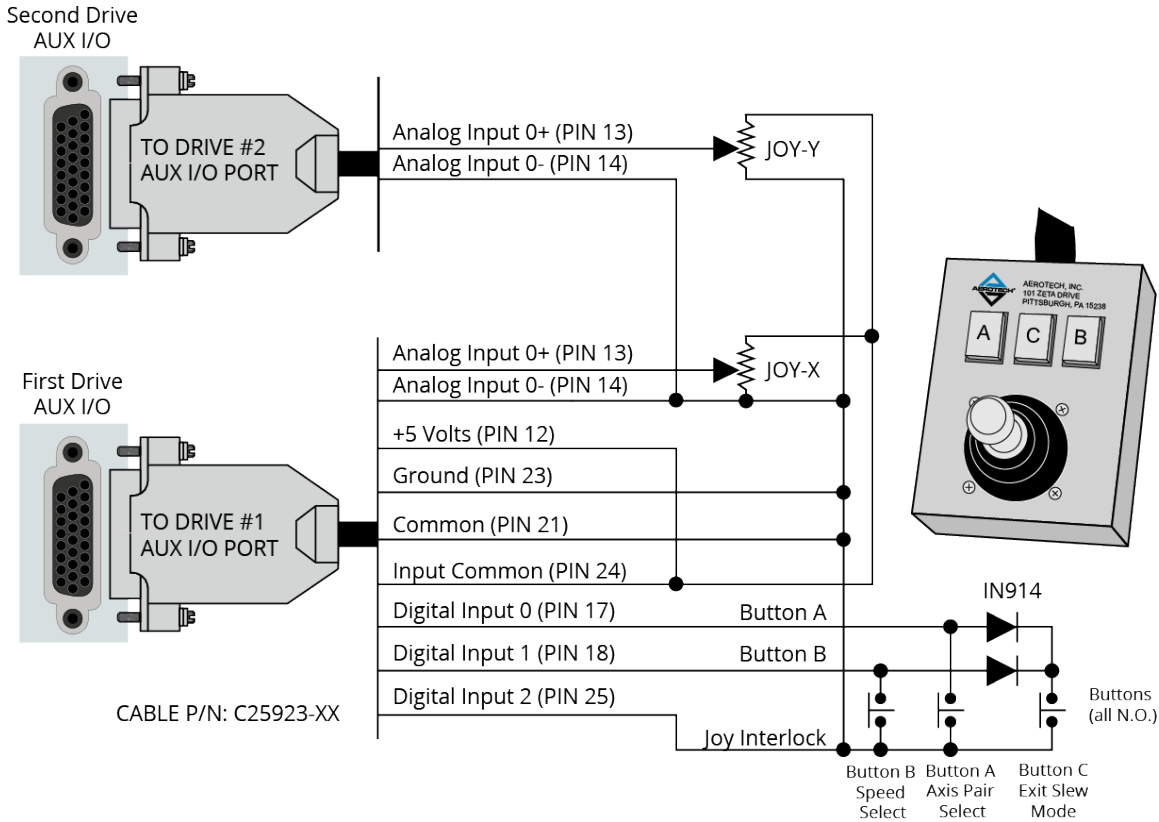 Second Drive
AUX I/O
TO DRIVE #2
AUX I/O PORT
Analog Input 0+ (PIN 13)
Analog Input 0- (PIN 14)
JOY-Y
AEROTECH
AEROTECH, INC.
101 ZETA DRIVE
PITTSBURGH, PA 15238
A
C
B
First Drive
AUX I/O
TO DRIVE #1
AUX I/O PORT
Analog Input 0+ (PIN 13)
Analog Input 0- (PIN 14)
JOY-X
+5 Volts (PIN 12)
Ground (PIN 23)
Common (PIN 21)
Input Common (PIN 24)
Digital Input 0 (PIN 17)
Button A
IN914
Digital Input 1 (PIN 18)
Button B
Digital Input 2 (PIN 25)
Joy Interlock
CABLE P/N: C25923-XX
Buttons
(all N.O.)
Button B
Speed
Select
Button A
Axis Pair
Select
Button C
Exit Slew
Mode